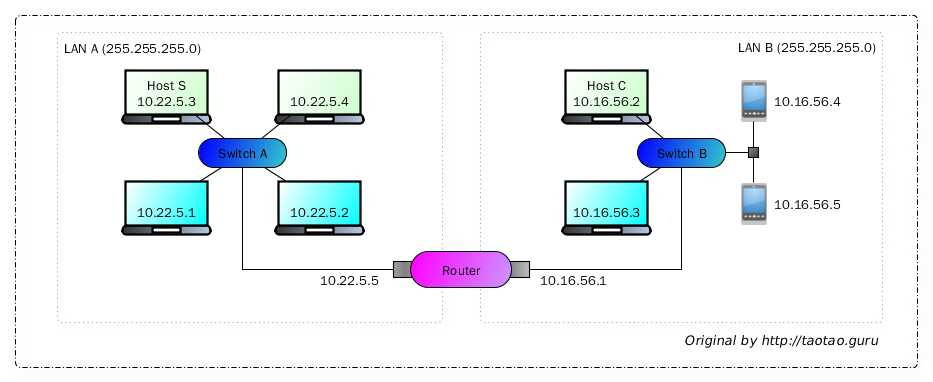 LAN A (255.255.255.0)
LAN B (255.255.255.0)
Host S
10.22.5.3
10.22.5.4
Host C
10.16.56.2
10.16.56.4
Switch A
Switch B
10.22.5.1
10.22.5.2
10.16.56.3
10.16.56.5
Router
10.22.5.5
10.16.56.1
Original by http://taotao.guru